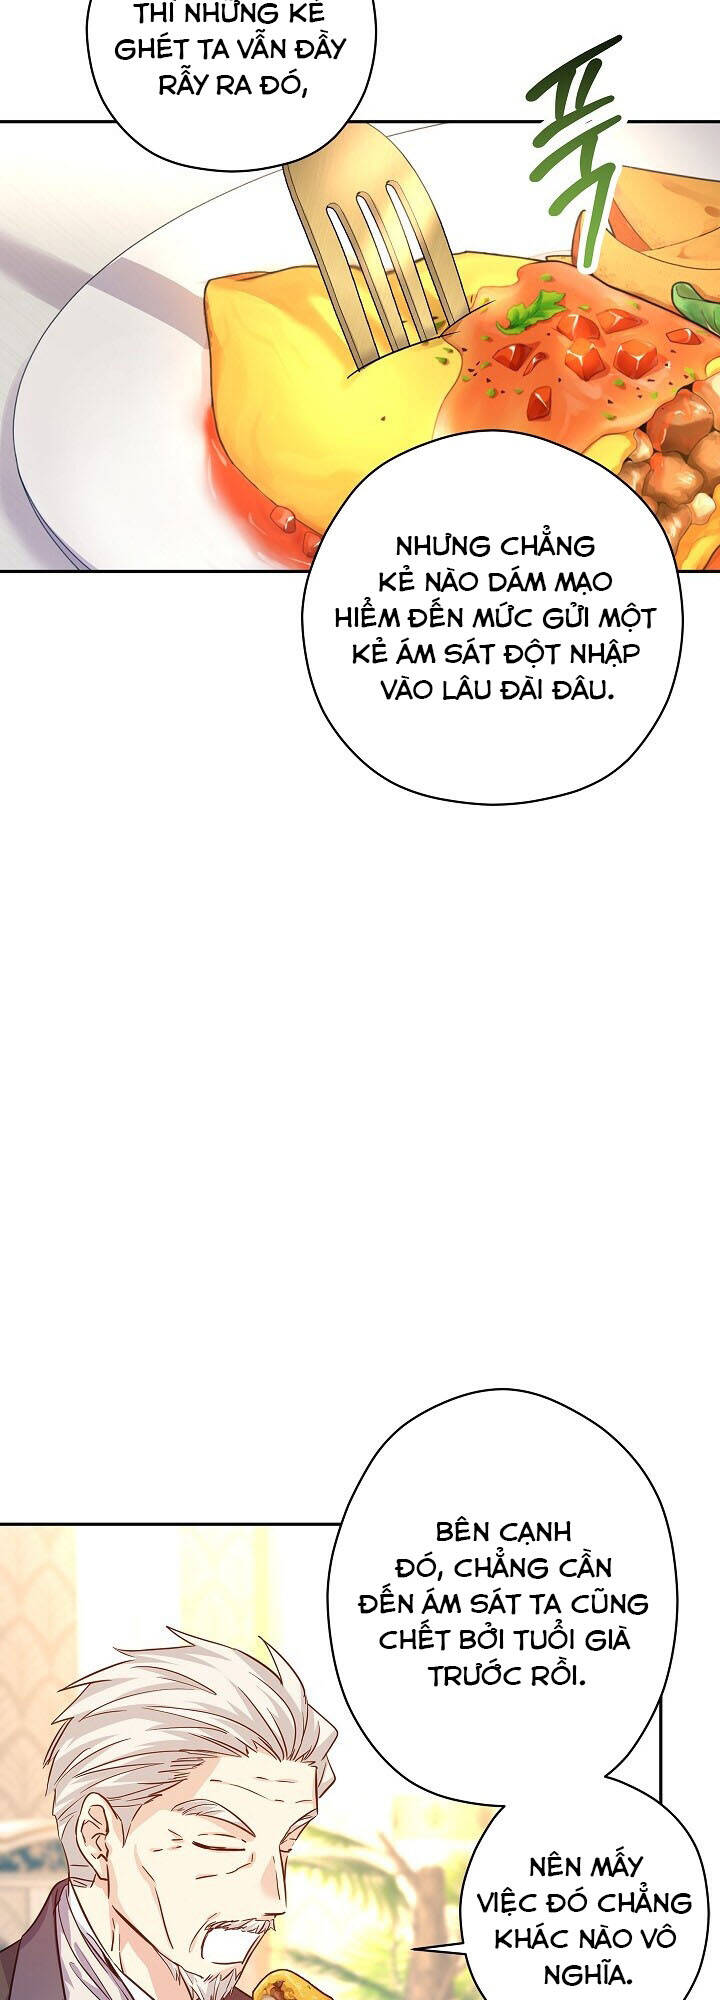 THÌ NHỮNG KẺ
GHÉT TA VẪN ĐẦY
RẪY RA ĐÓ,
푹
NHƯNG CHẲNG
KẺ NÀO DÁM MẠO
HIỂM ĐẾN MỨC GỬI MỘT
KẺ ÁM SÁT ĐỘT NHẬP
VÀO LÂU ĐÀI ĐÂU.
BÊN CẠNH
ĐÓ, CHẲNG CẦN
ĐẾN ÁM SÁT TA CŨNG
CHẾT BỞI TUỔI GIÀ
TRƯỚC RỒI.
NÊN MẤY
VIỆC ĐÓ CHẲNG
KHÁC NÀO VÔ
NGHĨA.